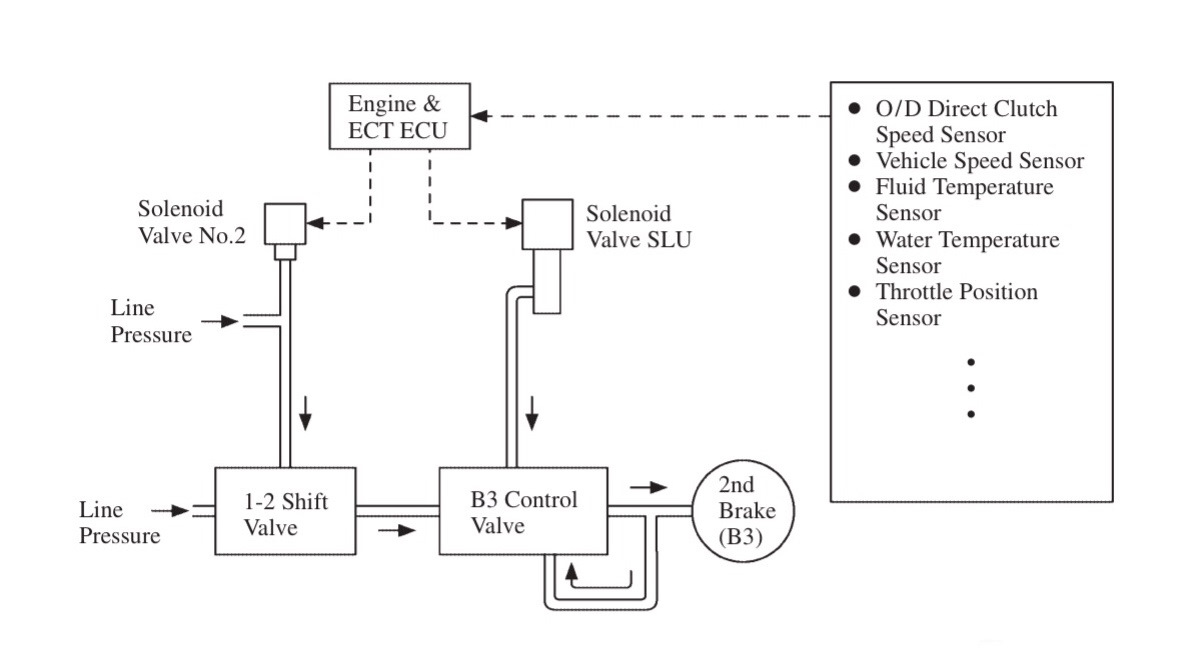 Engine &
ECT ECU
● O/D Direct Clutch
Speed Sensor
● Vehicle Speed Sensor
● Fluid Temperature
Sensor
● Water Temperature
Sensor
● Throttle Position
Sensor
Solenoid
Valve No.2
Solenoid
Valve SLU
Line
Pressure
Line
Pressure
1-2 Shift
Valve
B3 Control
Valve
2nd
Brake
(B3)